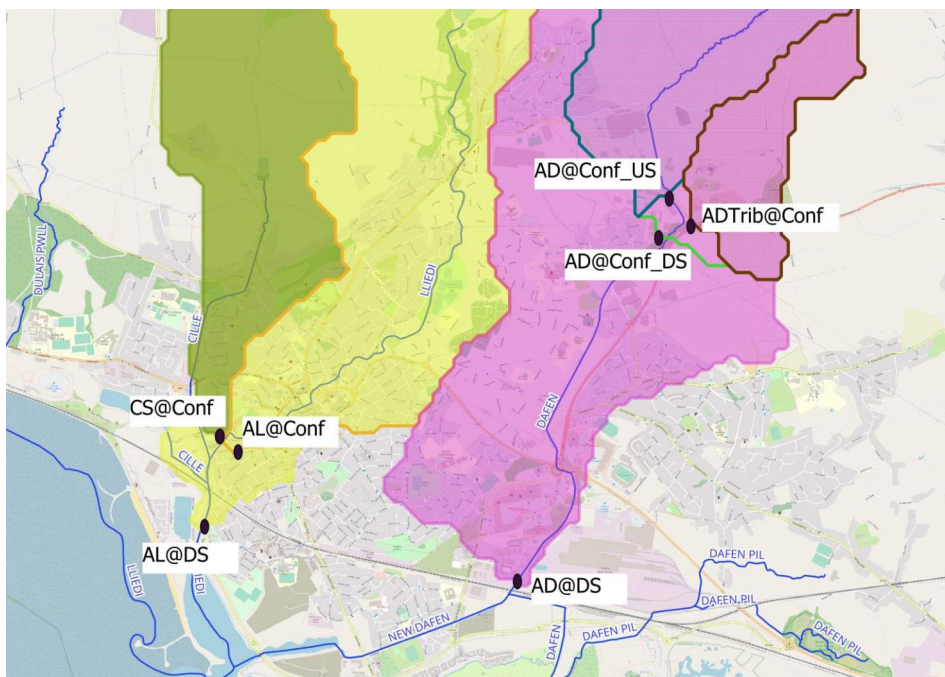 AD@Conf_US
ADTrib@Conf
DULAIS PWLL
LLIEDI
AD@Conf_DS
CILLE
CS@Conf
AL@Conf
DAFEN
CILLE
AL@DS
DAFEN PIL
LLIEDI
LLIEDI
AD@DS
DAFEN PIL
NEW DAFEN
DAFEN
DAFEN PIL
DAFEN PIL